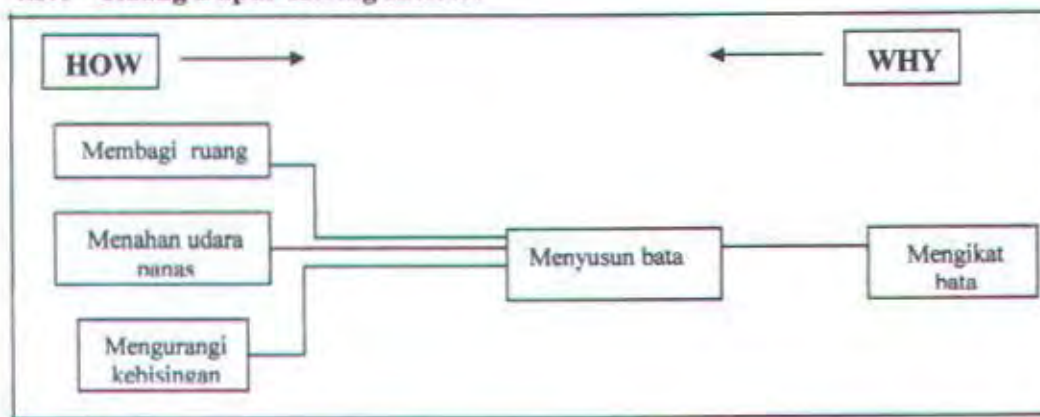 HOW
WHY
Membagi ruang
Menahan udara
panas
Menyusun bata
Mengikat
bata
Mengurangi
kebisingan